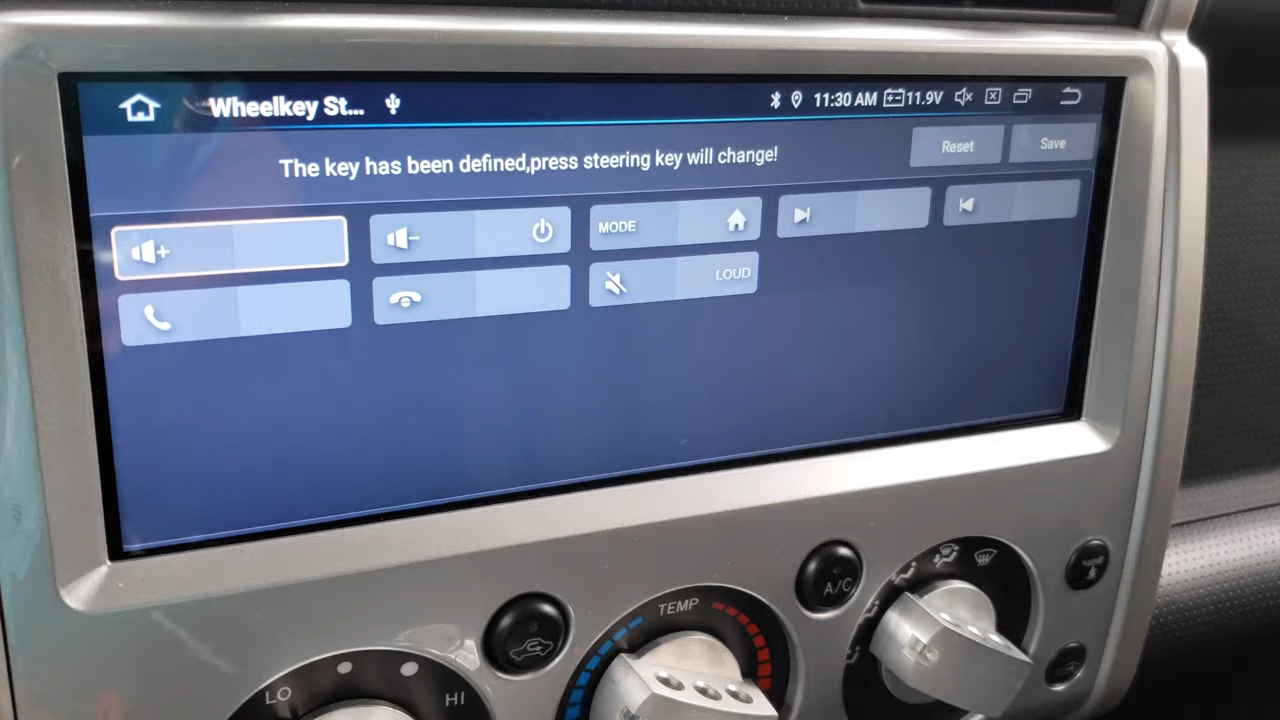 Wheelkey St... 11:30 AM 11.9V
The key has been defined,press steering key will change!
Reset Save
MODE
LOUD
TEMP
A/C
LO HI